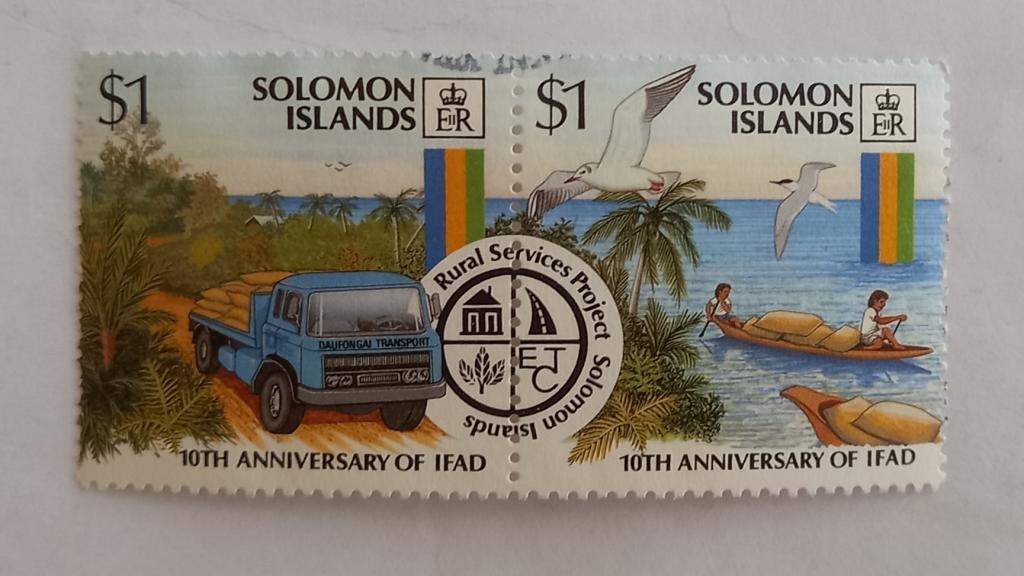 $1
SOLOMON
ISLANDS
EIIR
DAUFONGAI TRANSPORT
10TH ANNIVERSARY OF IFAD
Rural Services Project Solomon Islands
ETC
$1
SOLOMON
ISLANDS
EIIR
10TH ANNIVERSARY OF IFAD